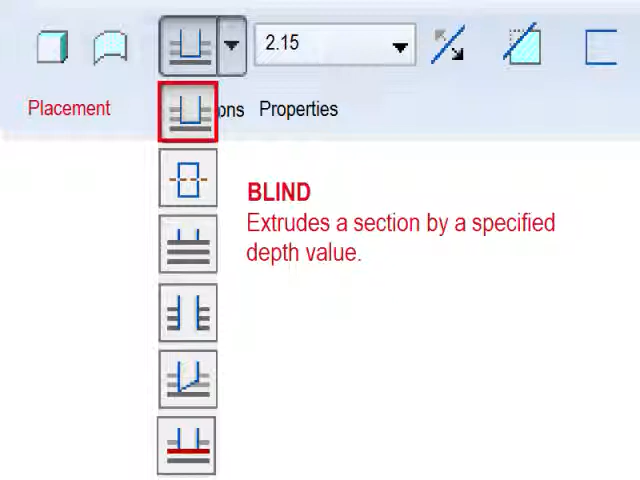 2.15
Placement
ons
Properties
BLIND
Extrudes a section by a specified
depth value.